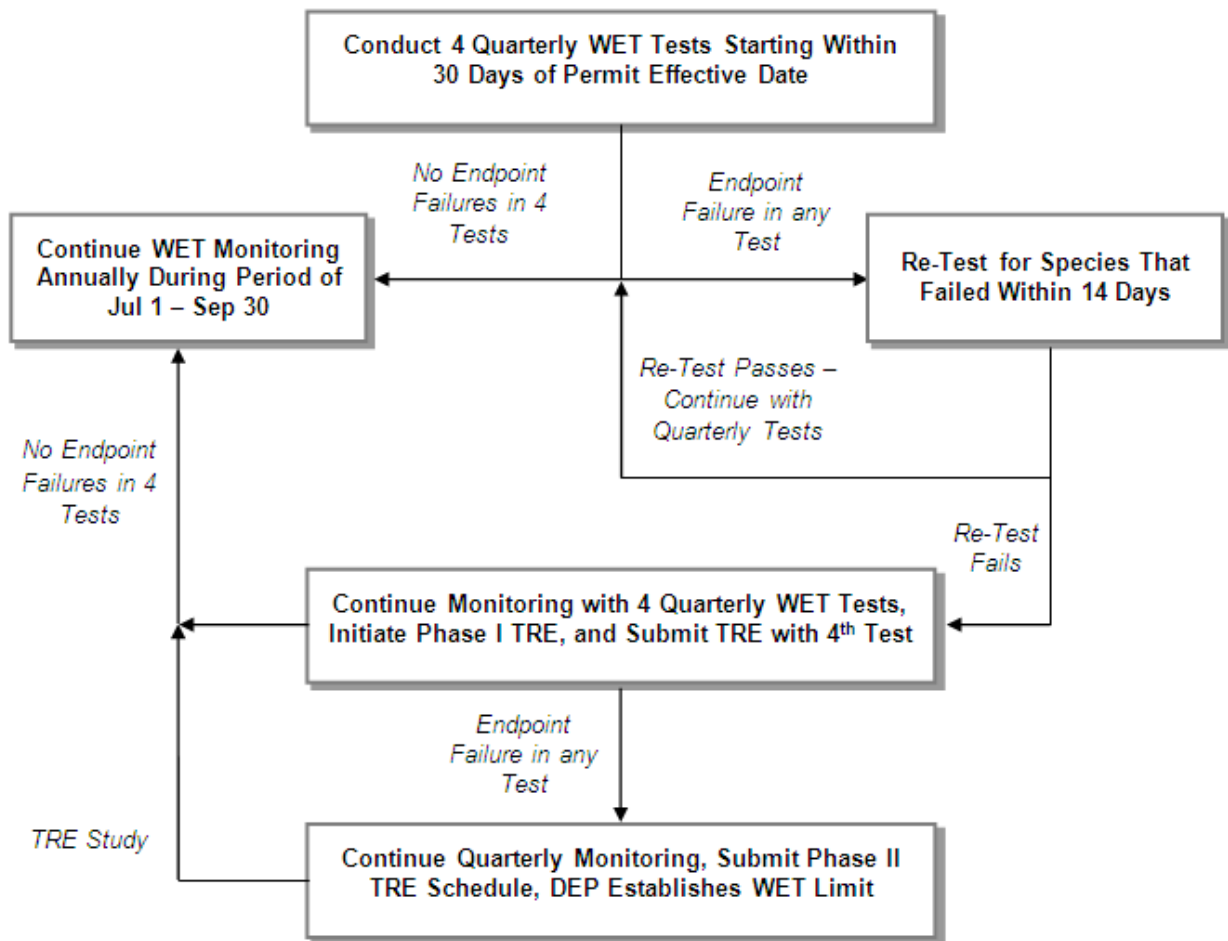 Conduct 4 Quarterly WET Tests Starting Within
30 Days of Permit Effective Date
No Endpoint
Failures in 4
Tests
Endpoint
Failure in any
Test
Continue WET Monitoring
Annually During Period of
Jul 1 – Sep 30
Re-Test for Species That
Failed Within 14 Days
Re-Test Passes –
Continue with
Quarterly Tests
No Endpoint
Failures in 4
Tests
Re-Test
Fails
Continue Monitoring with 4 Quarterly WET Tests,
Initiate Phase I TRE, and Submit TRE with 4th Test
Endpoint
Failure in any
Test
TRE Study
Continue Quarterly Monitoring, Submit Phase II
TRE Schedule, DEP Establishes WET Limit